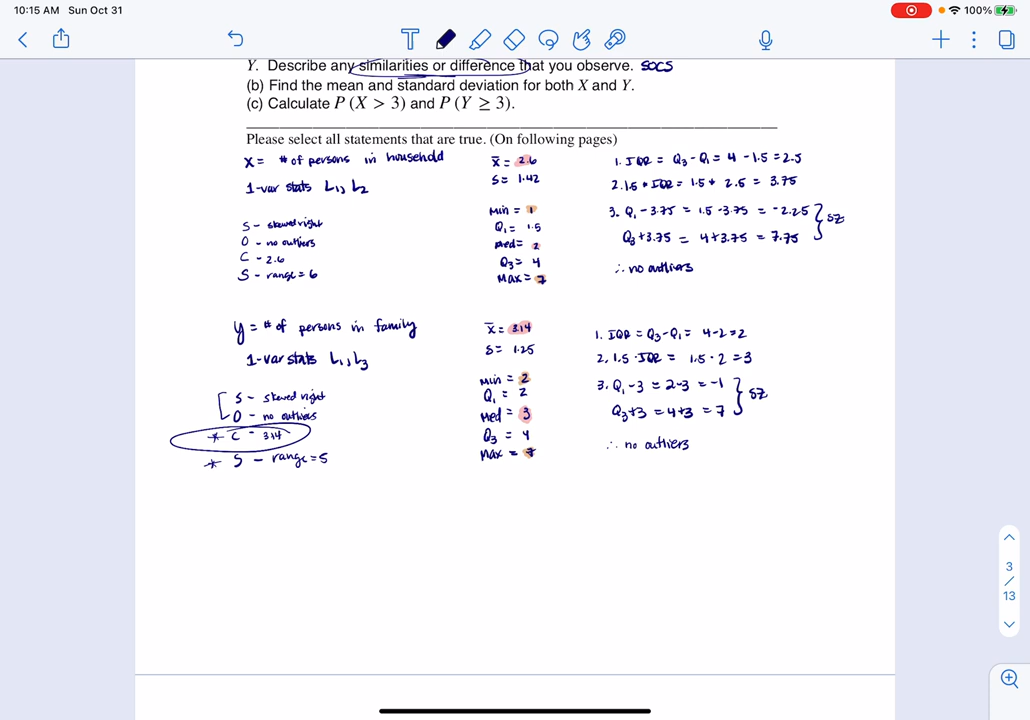 10:15 AM Sun Oct 31
100%
Y. Describe any similarities or difference that you observe. SOCS
(b) Find the mean and standard deviation for both X and Y.
(c) Calculate P (X > 3) and P (Y ≥ 3).
Please select all statements that are true. (On following pages)
X = # of persons in household
1-var stats L1, L2
S - skewed right
O - no outliers
C - 2.6
S - range = 6
x̄ = 2.6
S = 1.42
Min = 1
Q1 = 1.5
Med = 2
Q3 = 4
Max = 7
1. IQR = Q3 - Q1 = 4 - 1.5 = 2.5
2. 1.5 * IQR = 1.5 * 2.5 = 3.75
3. Q1 - 3.75 = 1.5 - 3.75 = -2.25
Q3 + 3.75 = 4 + 3.75 = 7.75
SZ
∴ no outliers
y = # of persons in family
1-var stats L1, L3
S - skewed right
O - no outliers
* C - 3.14
* S - range = 5
x̄ = 3.14
S = 1.25
Min = 2
Q1 = 2
Med = 3
Q3 = 4
Max = 7
1. IQR = Q3 - Q1 = 4 - 2 = 2
2. 1.5 · IQR = 1.5 · 2 = 3
3. Q1 - 3 = 2 - 3 = -1
Q3 + 3 = 4 + 3 = 7
SZ
∴ no outliers
3
/
13